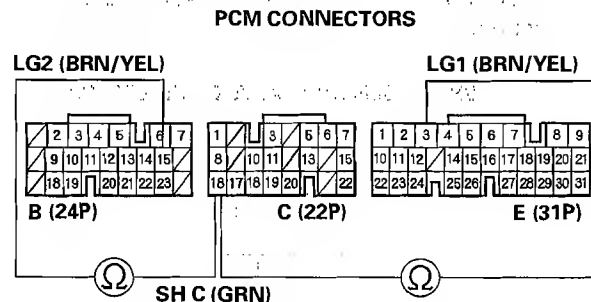 PCM CONNECTORS
LG2 (BRN/YEL) LG1 (BRN/YEL)
2 3 4 5 6 7 1 3 5 6 7 1 2 3 4 5 6 7 8 9
9 10 11 12 13 14 15 8 10 11 13 15 10 11 12 14 15 16 17 18 19 20 21
18 19 20 21 22 23 18 17 18 19 20 22 22 23 24 25 26 27 28 29 30 31
B (24P) C (22P) E (31P)
Ω Ω
SH C (GRN)